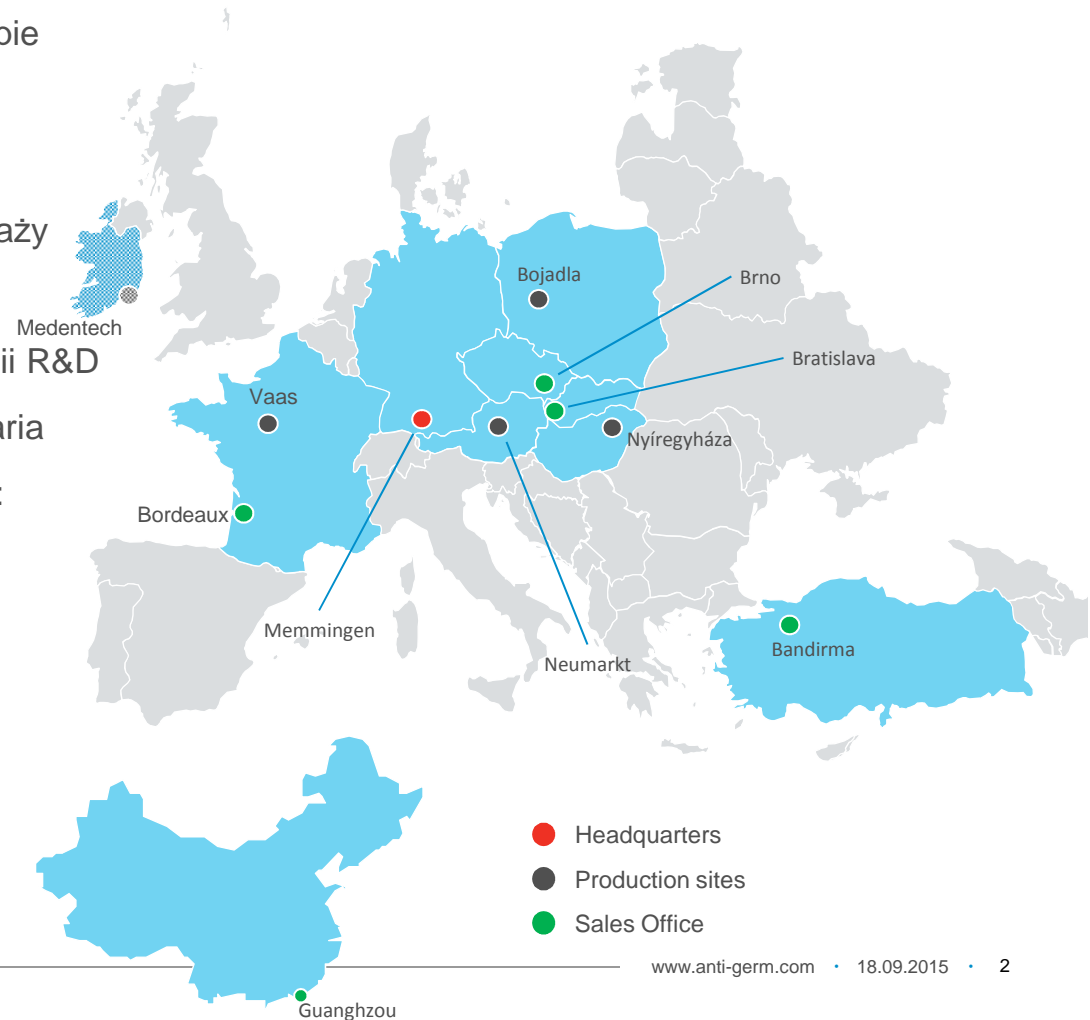 pie
aży
Medentech
ii R&D
aria
:
Bojadla
Brno
Bratislava
Vaas
Nyíregyháza
Bordeaux
Memmingen
Neumarkt
Bandirma
Headquarters
Production sites
Sales Office
www.anti-germ.com • 18.09.2015 • 2
Guanghzou